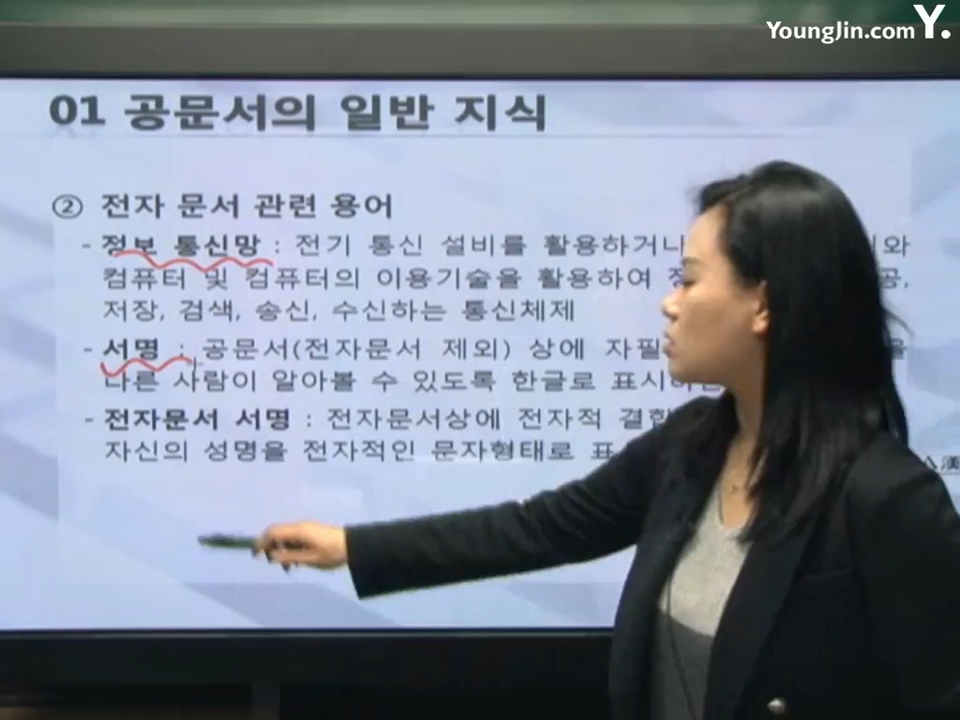 YoungJin.com Y.
01 공문서의 일반 지식
② 전자 문서 관련 용어
- 정보 통신망 : 전기 통신 설비를 활용하거나 와
컴퓨터 및 컴퓨터의 이용기술을 활용하여 공,
저장, 검색, 송신, 수신하는 통신체제
- 서명 : 공문서(전자문서 제외) 상에 자필 을
다른 사람이 알아볼 수 있도록 한글로 표시하는
- 전자문서 서명 : 전자문서상에 전자적 결합
자신의 성명을 전자적인 문자형태로 표